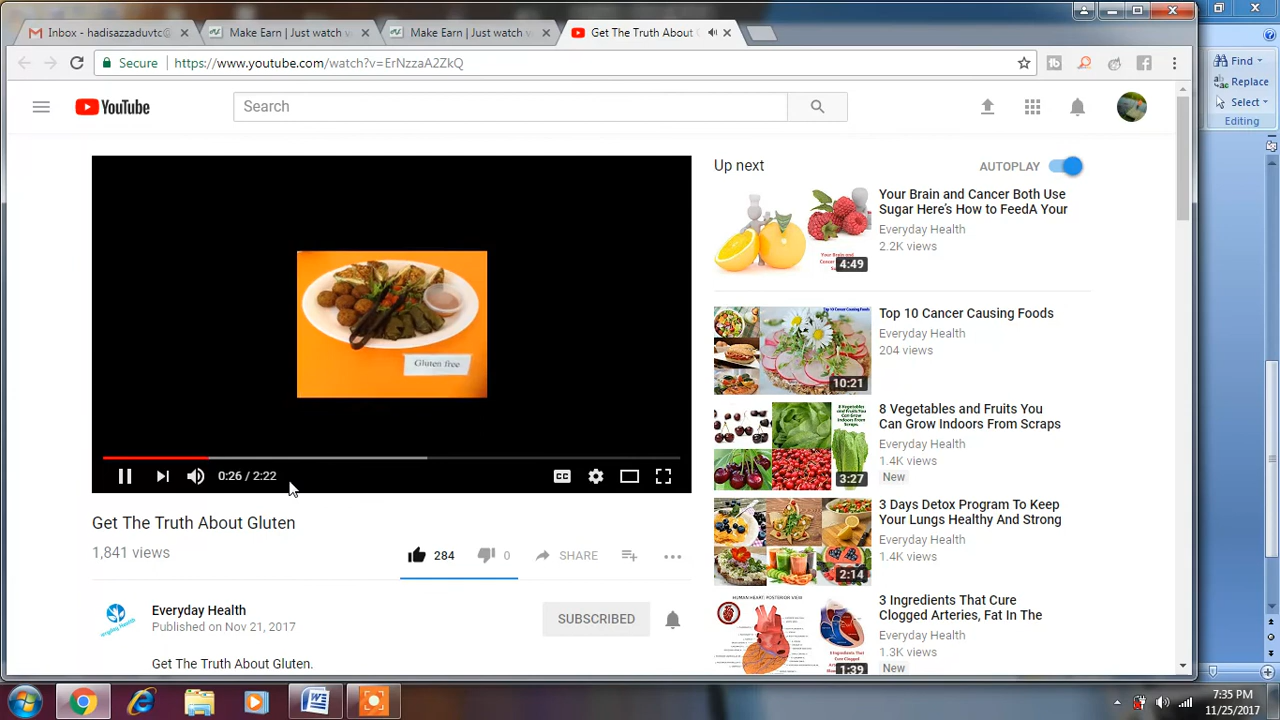 Inbox - hadisazzaduvtc@
Make Earn | Just watch v
Make Earn | Just watch v
Get The Truth About
Find
Replace
Select
Editing
Secure
https://www.youtube.com/watch?v=ErNzzaA2ZkQ
YouTube
Search
Gluten free
0:26 / 2:22
CC
Get The Truth About Gluten
1,841 views
284
0
SHARE
Everyday Health
Published on Nov 21, 2017
SUBSCRIBED
Get The Truth About Gluten.
Up next
AUTOPLAY
Your Brain and Cancer Both Use
Sugar Here's How to FeedA Your
Everyday Health
2.2K views
4:49
Top 10 Cancer Causing Foods
Everyday Health
204 views
10:21
8 Vegetables and Fruits You
Can Grow Indoors From Scraps
Everyday Health
1.4K views
New
3:27
3 Days Detox Program To Keep
Your Lungs Healthy And Strong
Everyday Health
1.4K views
2:14
HUMAN HEART: POSTERIOR VIEW
3 Ingredients That Cure
Clogged Arteries, Fat In The
Everyday Health
1.3K views
New
1:39
7:35 PM
11/25/2017